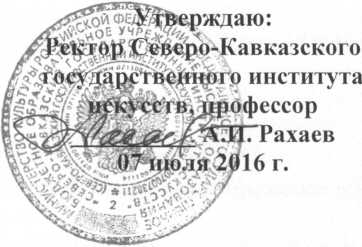 Утверждаю:
Ректор Северо-Кавказского
государственного института
искусств, профессор
А.И. Рахаев
07 июля 2016 г.